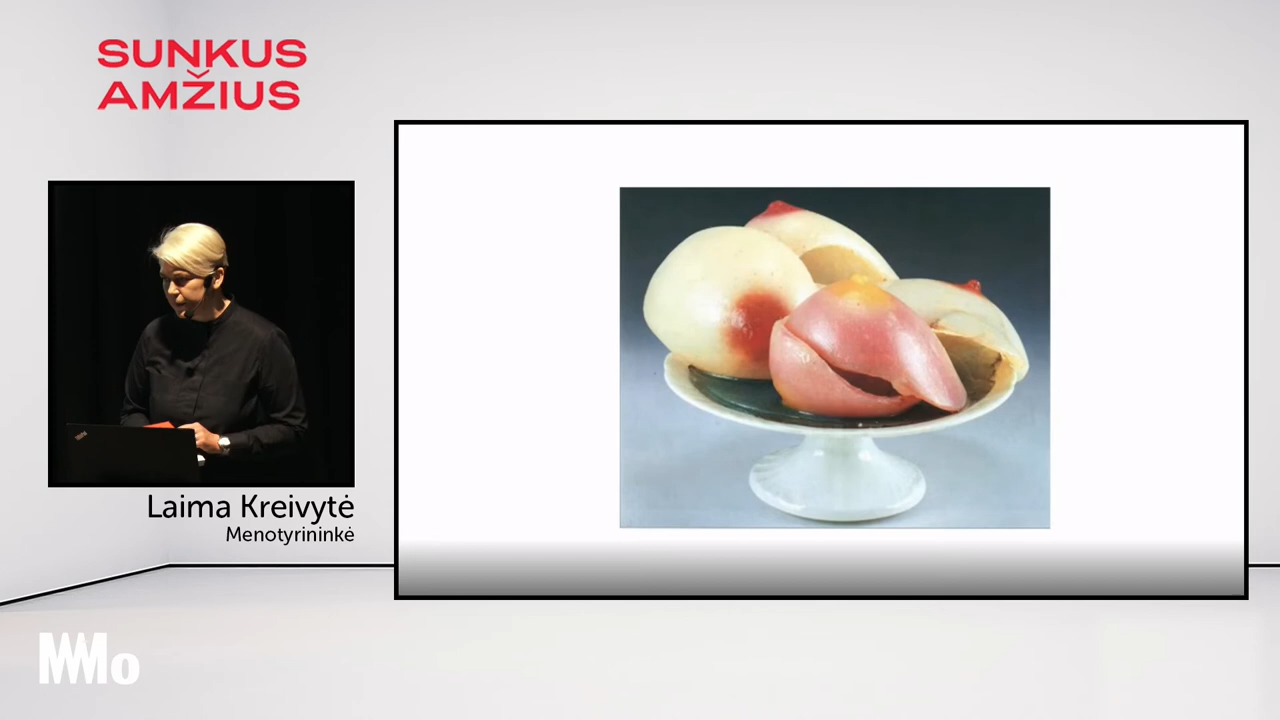 SUNKUS
AMŽIUS
Laima Kreivytė
Menotyrininkė
MMo